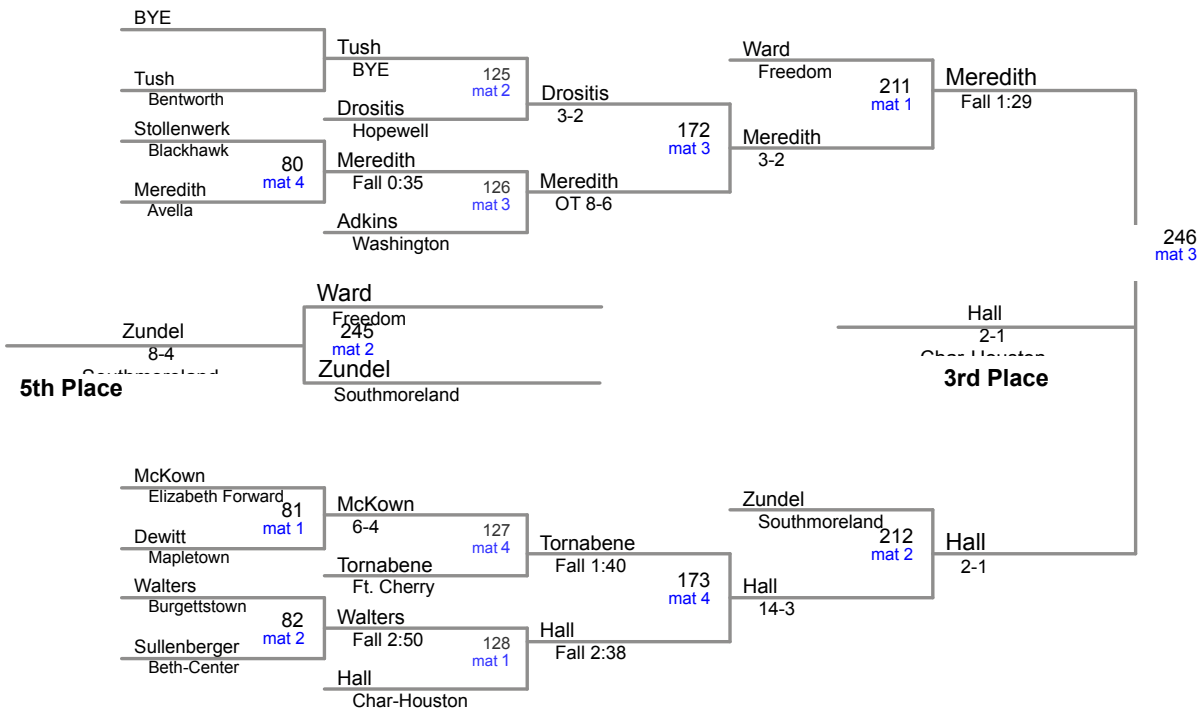 BYE
Tush
Bentworth
Tush
BYE
125
mat 2
Drositis
Hopewell
Drositis
3-2
Stollenwerk
Blackhawk
80
mat 4
Meredith
Avella
Meredith
Fall 0:35
126
mat 3
Adkins
Washington
Meredith
OT 8-6
172
mat 3
Ward
Freedom
211
mat 1
Meredith
3-2
Meredith
Fall 1:29
246
mat 3
Ward
Freedom
245
mat 2
Zundel
Southmoreland
Zundel
8-4
Southmoreland
5th Place
Hall
2-1
Char-Houston
3rd Place
McKown
Elizabeth Forward
81
mat 1
Dewitt
Mapletown
McKown
6-4
127
mat 4
Tornabene
Ft. Cherry
Tornabene
Fall 1:40
Walters
Burgettstown
82
mat 2
Sullenberger
Beth-Center
Walters
Fall 2:50
128
mat 1
Hall
Char-Houston
Hall
Fall 2:38
173
mat 4
Zundel
Southmoreland
212
mat 2
Hall
14-3
Hall
2-1